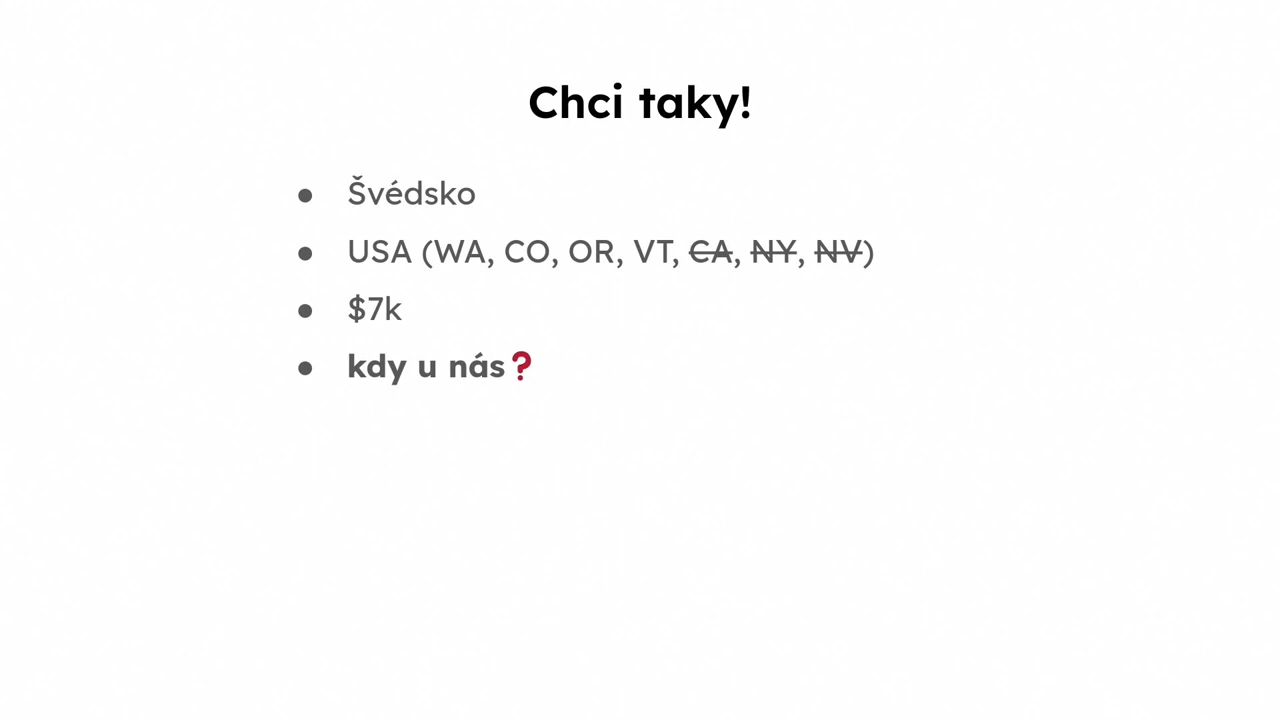 Chci taky!
● Švédsko
● USA (WA, CO, OR, VT, ~~CA~~, ~~NY~~, ~~NV~~)
● $7k
● kdy u nás❓